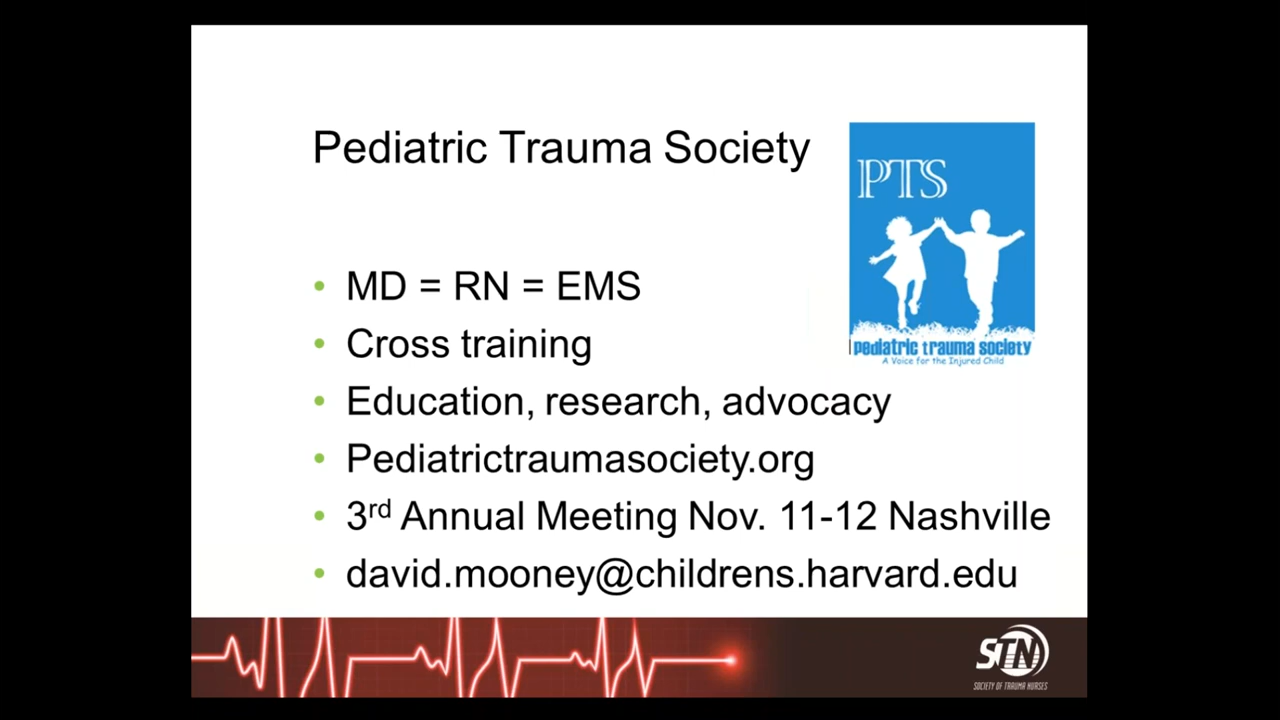 Pediatric Trauma Society
PTS
pediatric trauma society
A Voice for the Injured Child
• MD = RN = EMS
• Cross training
• Education, research, advocacy
• Pediatrictraumasociety.org
• 3rd Annual Meeting Nov. 11-12 Nashville
• david.mooney@childrens.harvard.edu
STN
SOCIETY OF TRAUMA NURSES